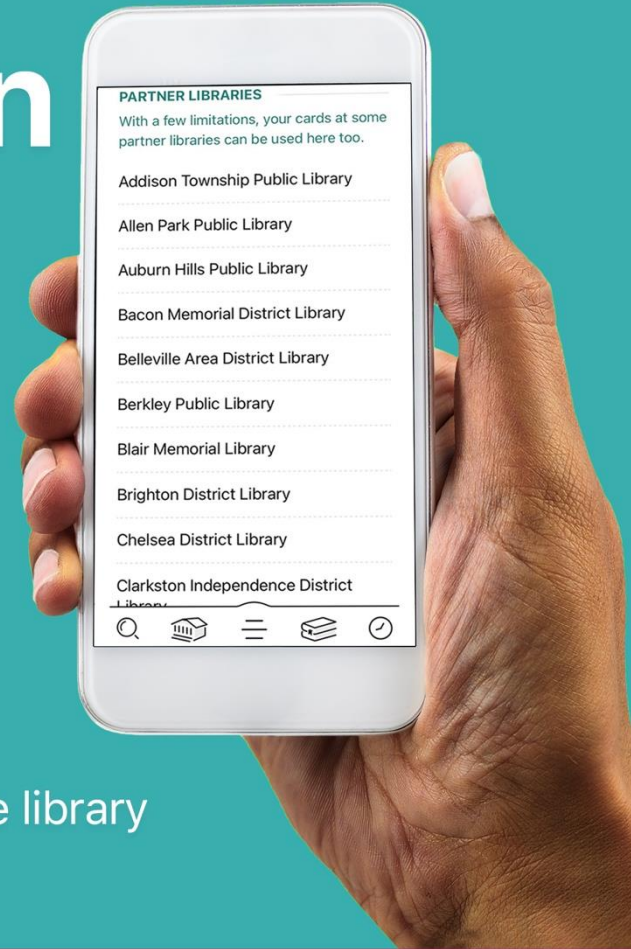 n
PARTNER LIBRARIES
With a few limitations, your cards at some
partner libraries can be used here too.
Addison Township Public Library
Allen Park Public Library
Auburn Hills Public Library
Bacon Memorial District Library
Belleville Area District Library
Berkley Public Library
Blair Memorial Library
Brighton District Library
Chelsea District Library
Clarkston Independence District
Library
e library